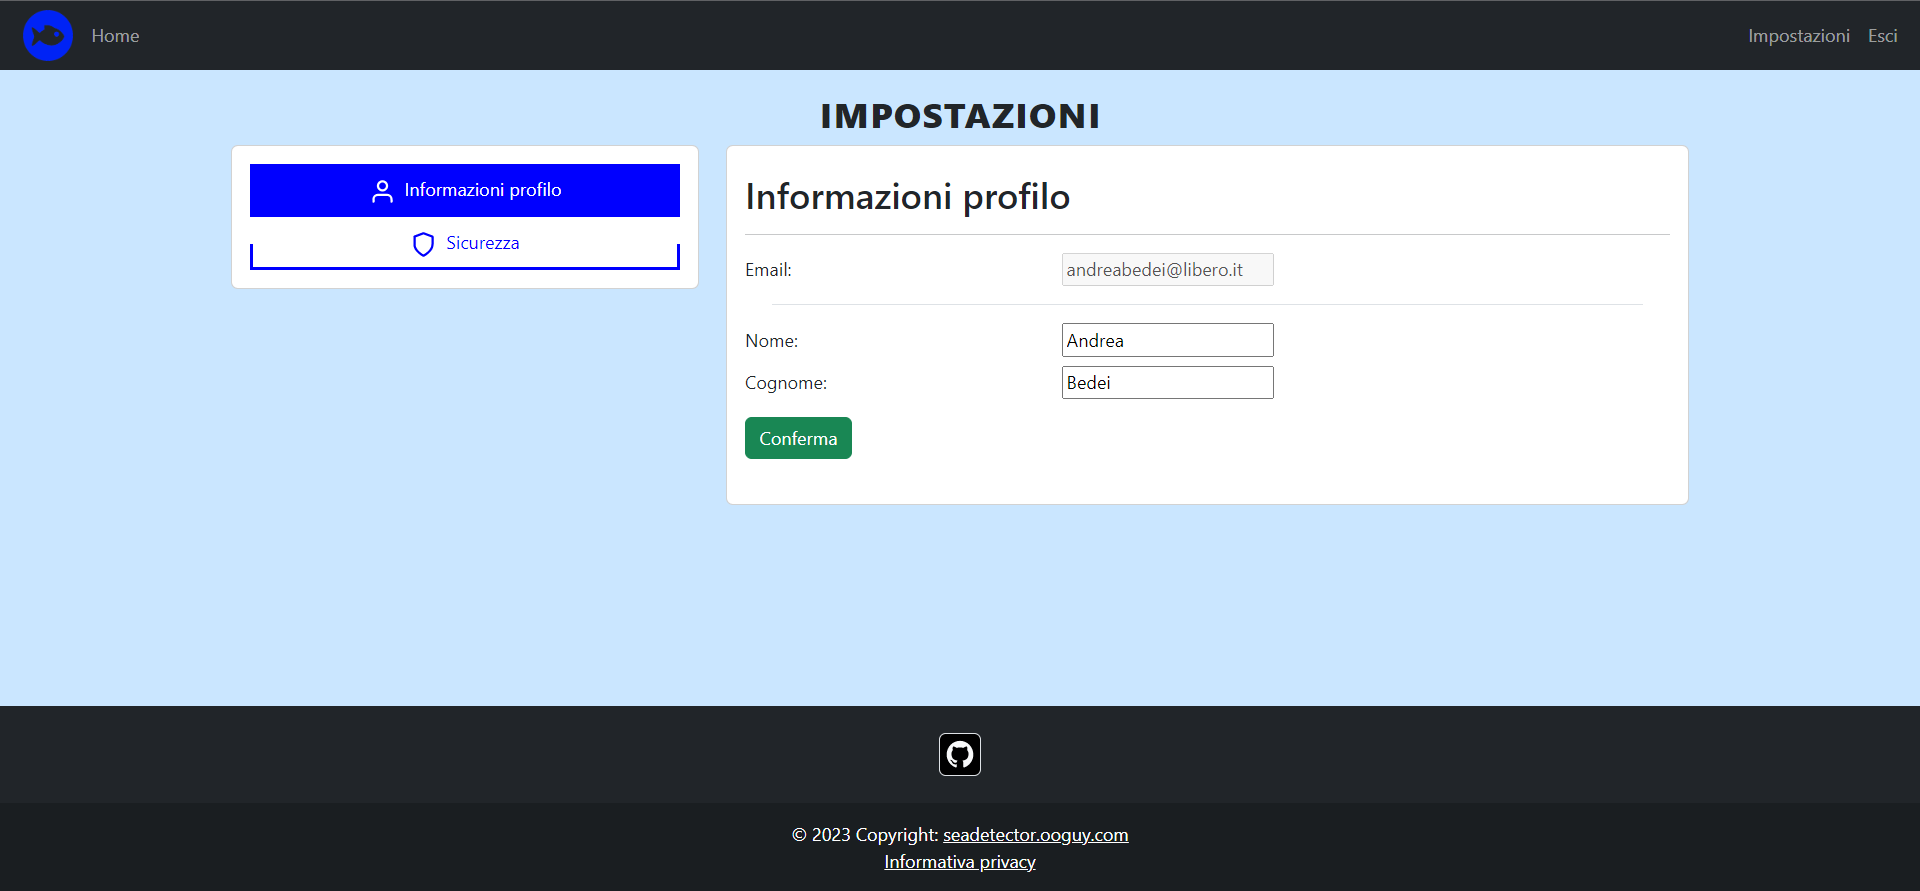 Home
Impostazioni Esci
IMPOSTAZIONI
Informazioni profilo
Sicurezza
Informazioni profilo
Email: andreabedei@libero.it
Nome: Andrea
Cognome: Bedei
Conferma
© 2023 Copyright: seadetector.ooguy.com
Informativa privacy